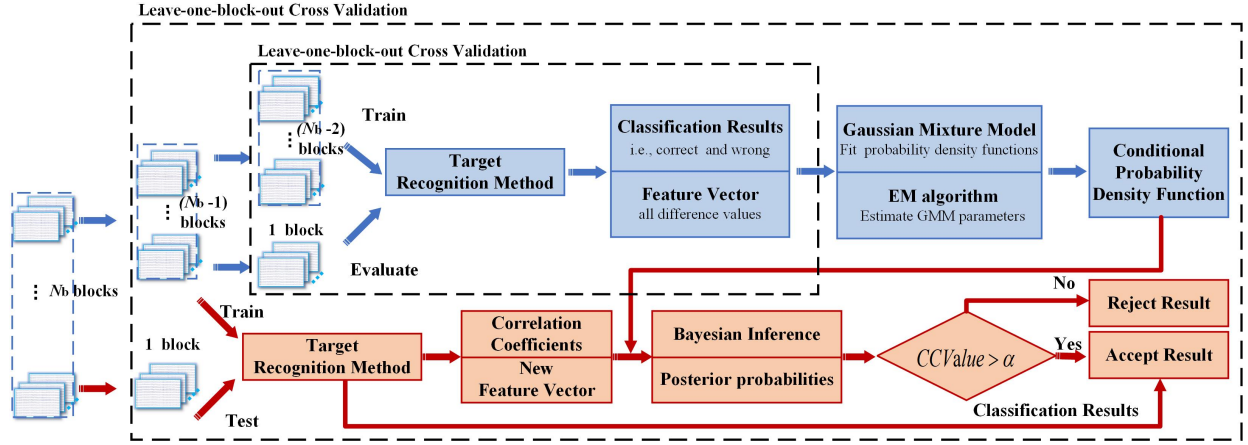 Leave-one-block-out Cross Validation
Leave-one-block-out Cross Validation
⋮ Nb blocks
⋮ (Nb -1)
blocks
1 block
⋮ (Nb -2)
blocks
1 block
Train
Evaluate
Target
Recognition Method
Classification Results
i.e., correct and wrong
Feature Vector
all difference values
Gaussian Mixture Model
Fit probability density functions
EM algorithm
Estimate GMM parameters
Conditional
Probability
Density Function
Train
Test
Target
Recognition Method
Correlation
Coefficients
New
Feature Vector
Bayesian Inference
Posterior probabilities
CCValue > α
No
Reject Result
Yes
Accept Result
Classification Results